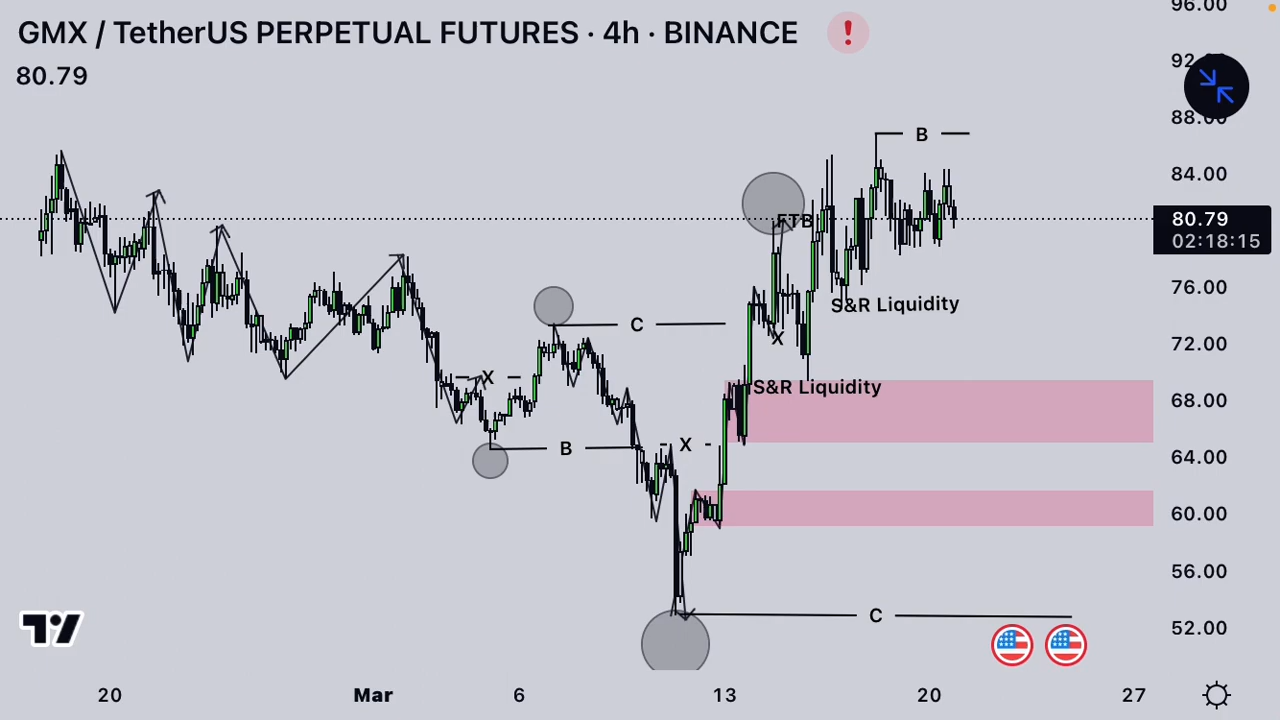 96.00
GMX / TetherUS PERPETUAL FUTURES · 4h · BINANCE
!
80.79
88.00
B
84.00
FTB
80.79
02:18:15
76.00
S&R Liquidity
C
X
72.00
X
S&R Liquidity
68.00
X
B
64.00
60.00
56.00
C
52.00
20
Mar
6
13
20
27